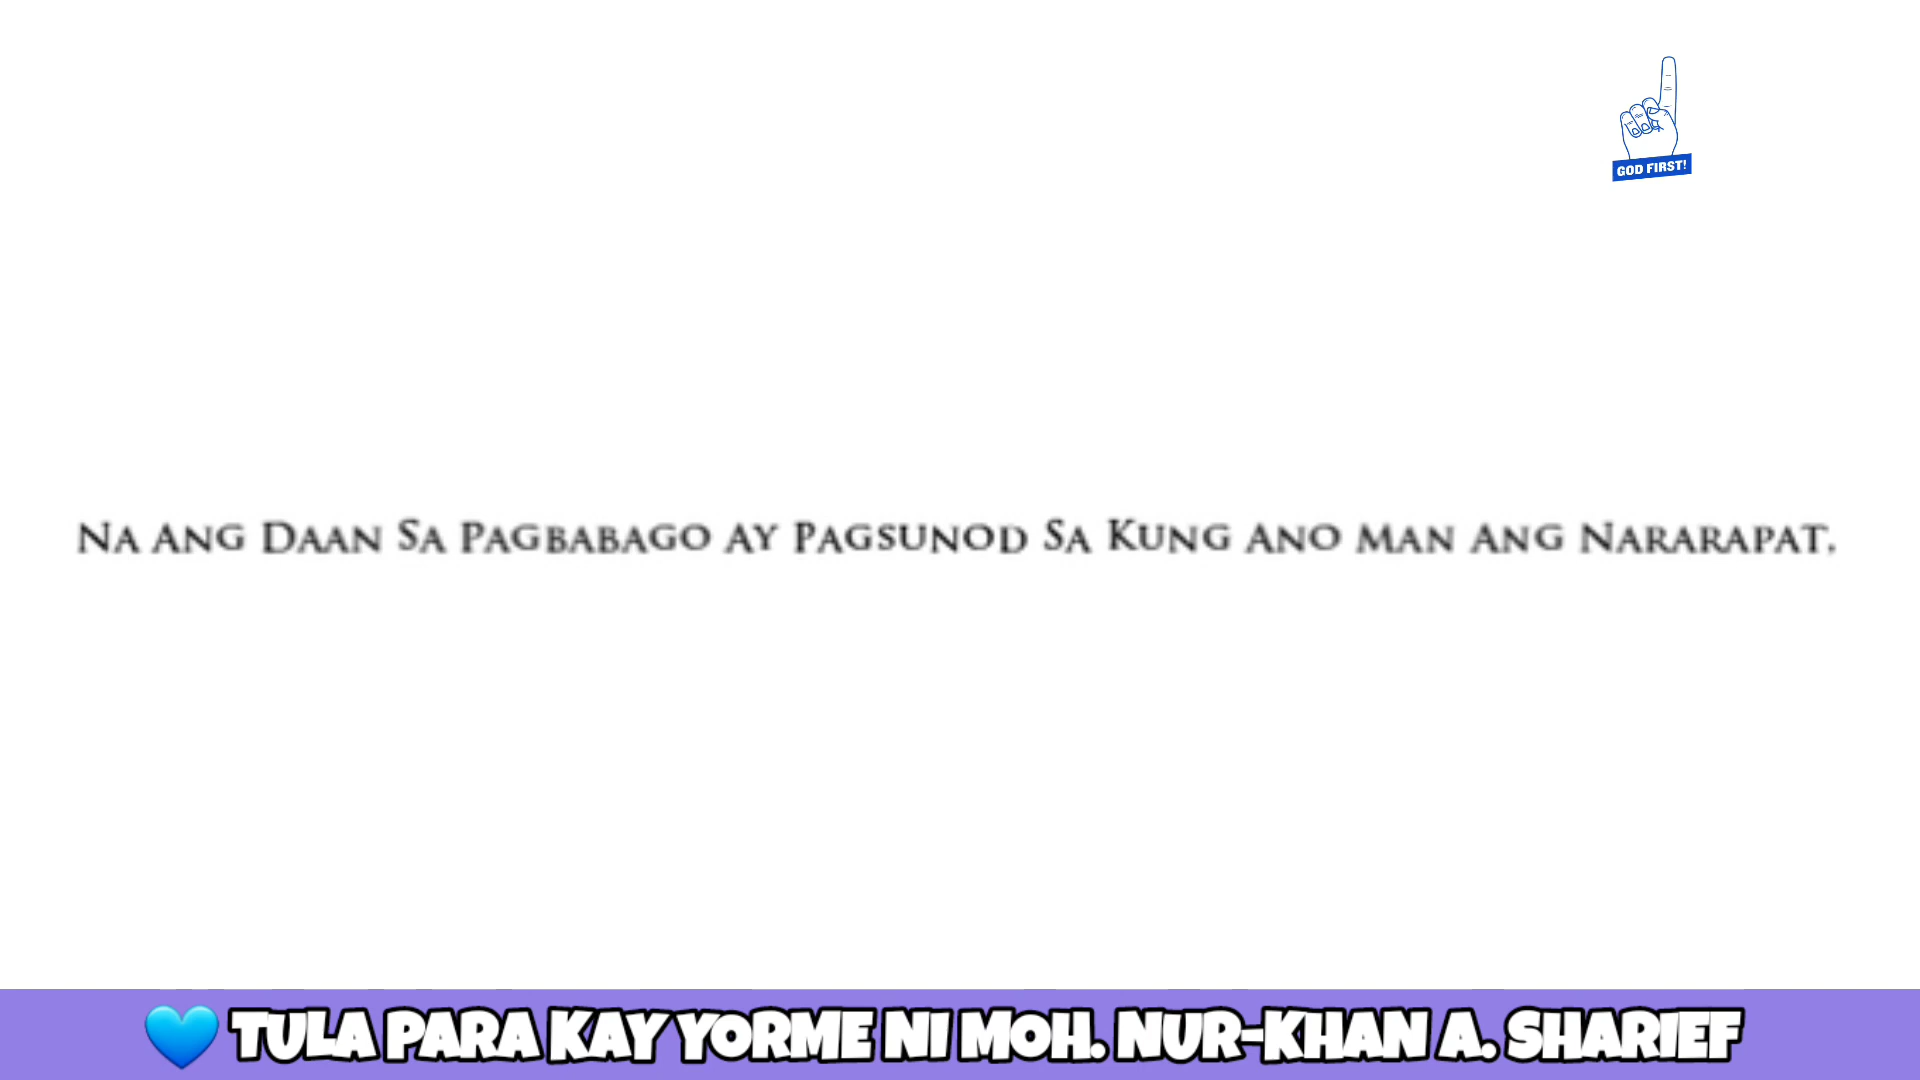 GOD FIRST!
Na Ang Daan Sa Pagbabago Ay Pagsunod Sa Kung Ano Man Ang Nararapat.
💙 TULA PARA KAY YORME NI MOH. NUR-KHAN A. SHARIEF